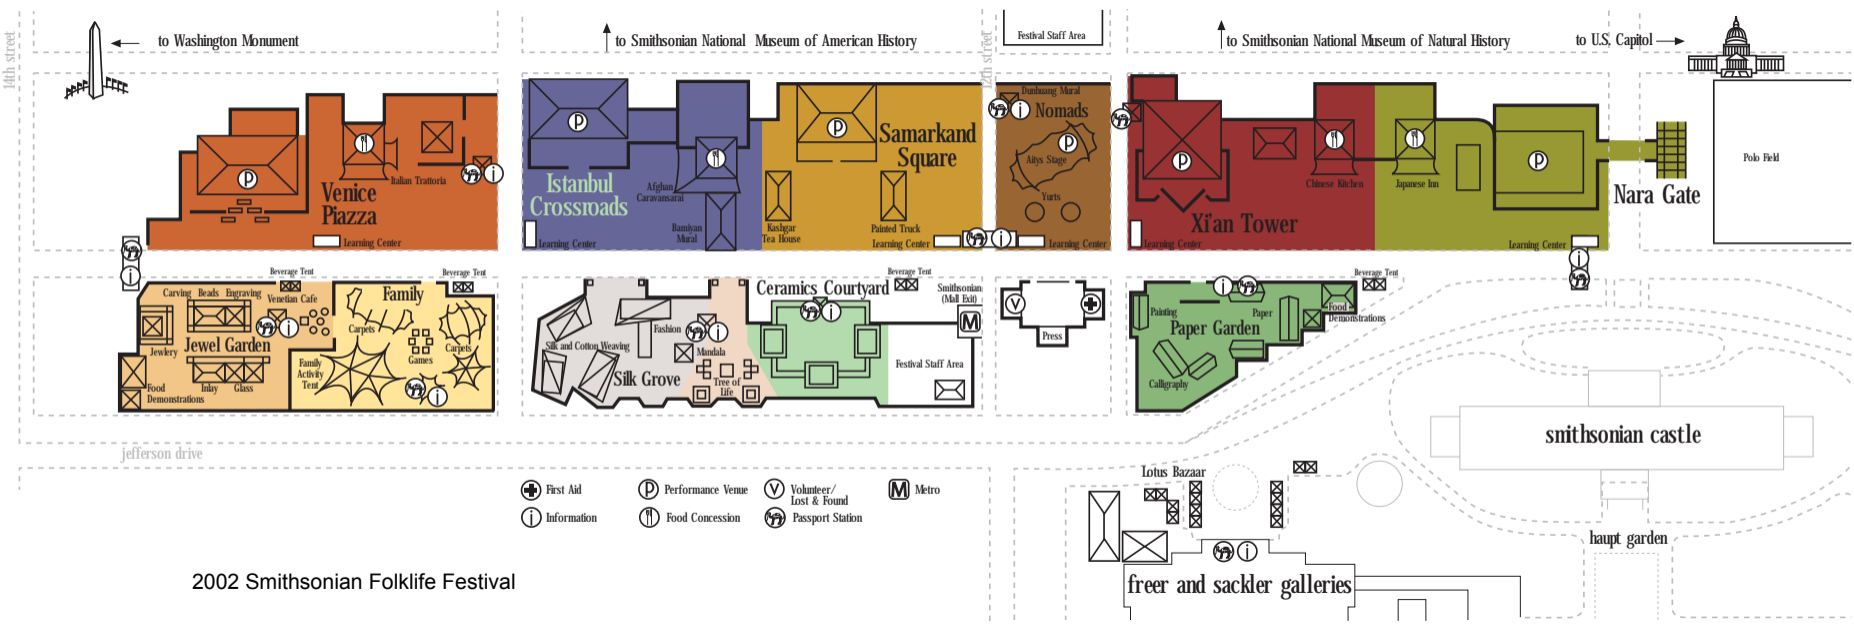 14th street
to Washington Monument
to Smithsonian National Museum of American History
12th street
Festival Staff Area
to Smithsonian National Museum of Natural History
to U.S. Capitol
Venice
Piazza
Italian Trattoria
Learning Center
Istanbul
Crossroads
Learning Center
Afghan
Caravansarai
Bamiyan
Mural
Samarkand
Square
Kashgar
Tea House
Painted Truck
Learning Center
Dunhuang Mural
Nomads
Aitys Stage
Yurts
Xi'an Tower
Learning Center
Chinese Kitchen
Japanese Inn
Learning Center
Nara Gate
Polo Field
Beverage Tent
Carving Beads Engraving
Venetian Cafe
Jewlery
Jewel Garden
Inlay Glass
Food
Demonstrations
Beverage Tent
Family
Carpets
Carpets
Games
Family
Activity
Tent
Fashion
Silk and Cotton Weaving
Silk Grove
Mandala
Tree of
Life
Ceramics Courtyard
Beverage Tent
Smithsonian
(Mall Exit)
M
Festival Staff Area
V
Press
Beverage Tent
Painting
Paper
Paper Garden
Food
Demonstrations
Calligraphy
jefferson drive
First Aid
P Performance Venue
V Volunteer/
Lost & Found
M Metro
i Information
Food Concession
Passport Station
Lotus Bazaar
smithsonian castle
haupt garden
freer and sackler galleries
2002 Smithsonian Folklife Festival